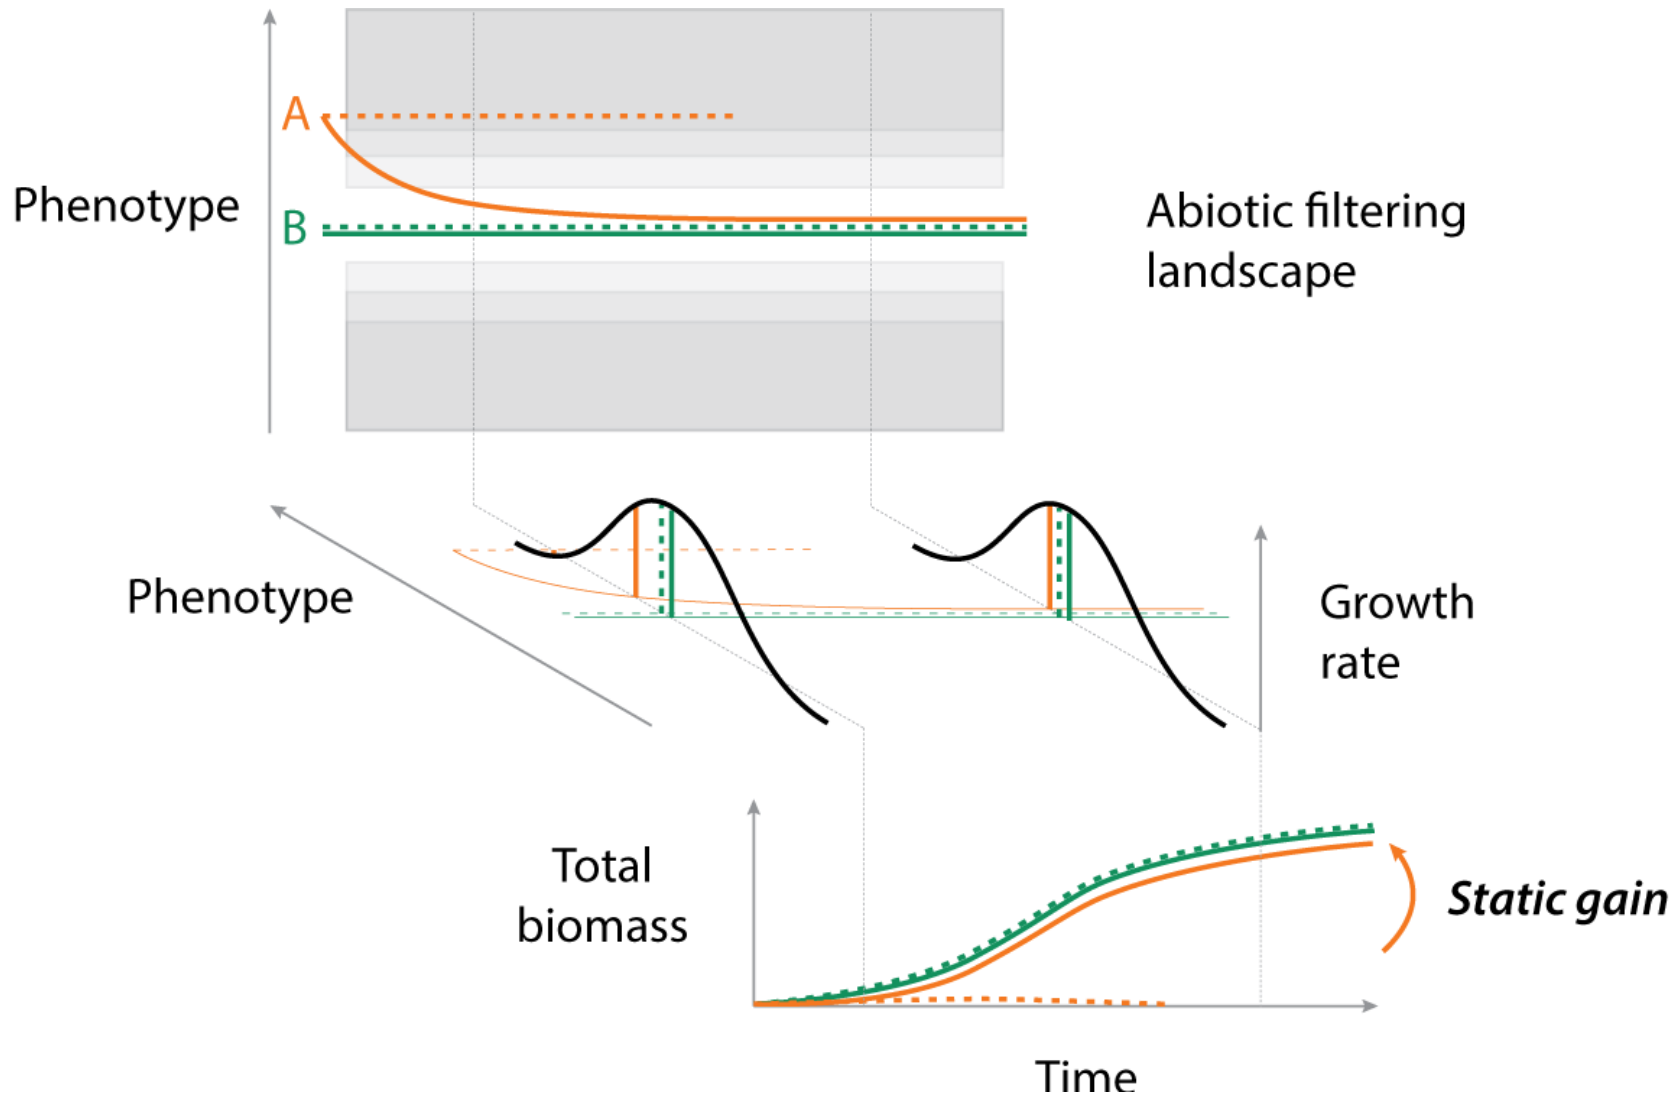 A
Phenotype
B
Abiotic filtering
landscape
Phenotype
Growth
rate
Total
biomass
Static gain
Time